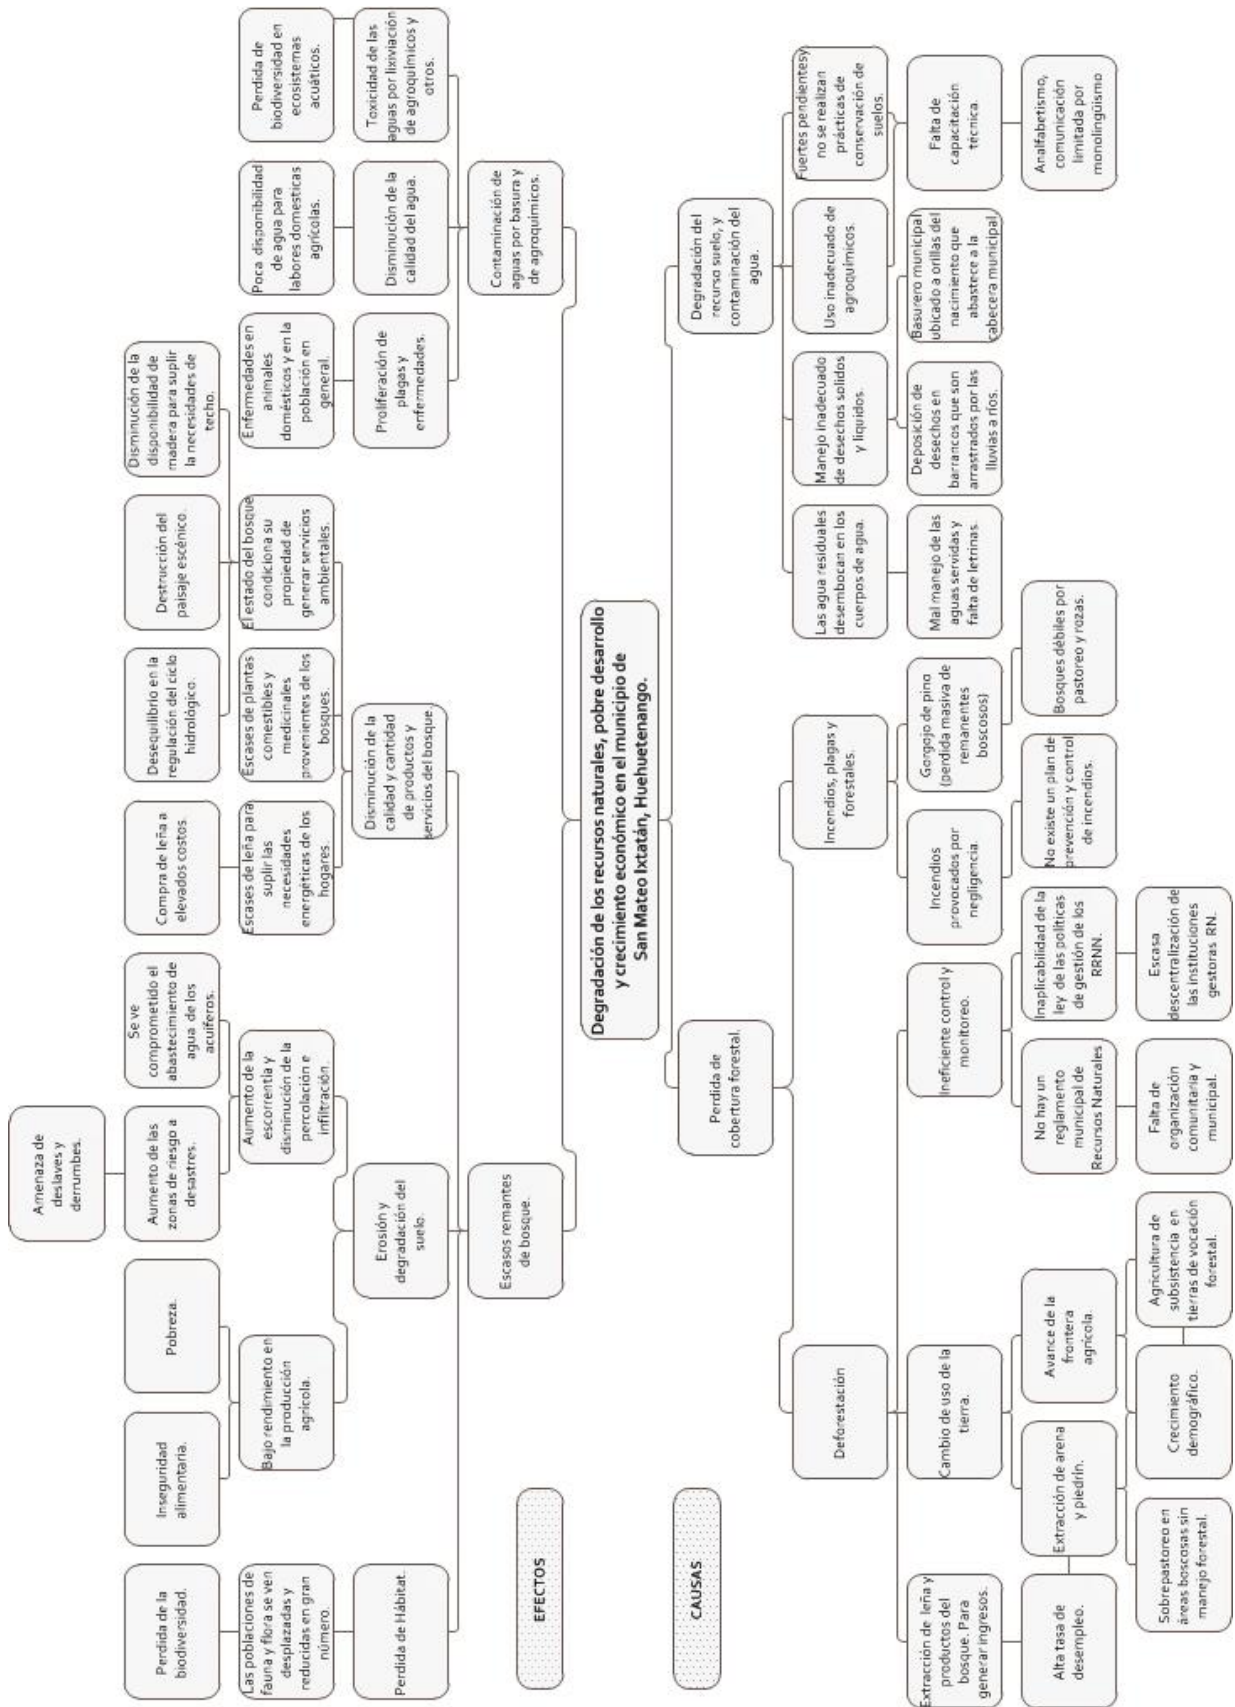 Amenaza de
deslaves y
derrumbes.
Perdida de la
biodiversidad.
Inseguridad
alimentaria.
Pobreza.
Aumento de las
zonas de riesgo a
desastres.
Se ve
comprometido el
abastecimiento de
agua de los
acuíferos.
Compra de leña a
elevados costos.
Desequilibrio en la
regulación del ciclo
hidrológico.
Destrucción del
paisaje escénico.
Disminución de la
disponibilidad de
madera para suplir
la necesidades de
techo.
Las poblaciones de
fauna y flora se ven
desplazadas y
reducidas en gran
número.
Bajo rendimiento en
la producción
agrícola.
Aumento de la
escorrentía y
disminución de la
percolación e
infiltración.
Escases de leña para
suplir las
necesidades
energéticas de los
hogares.
Escases de plantas
comestibles y
medicinales
provenientes de los
bosques.
El estado del bosque
condiciona su
propiedad de
generar servicios
ambientales.
Enfermedades en
animales
domésticos y en la
población en
general.
Poca disponibilidad
de agua para
labores domesticas
agrícolas.
Perdida de
biodiversidad en
ecosistemas
acuáticos.
Perdida de Hábitat.
Erosión y
degradación del
suelo.
Disminución de la
calidad y cantidad
de productos y
servicios del bosque.
Proliferación de
plagas y
enfermedades.
Disminución de la
calidad del agua.
Toxicidad de las
aguas por lixiviación
de agroquímicos y
otros.
Escasos remantes
de bosque.
Contaminación de
aguas por basura y
de agroquímicos.
EFECTOS
Degradación de los recursos naturales, pobre desarrollo
y crecimiento económico en el municipio de
San Mateo Ixtatán, Huehuetenango.
CAUSAS
Perdida de
cobertura forestal.
Degradación del
recurso suelo, y
contaminación del
agua.
Deforestación
Incendios, plagas y
forestales.
Las agua residuales
desembocan en los
cuerpos de agua.
Manejo inadecuado
de desechos solidos
y liquidos.
Uso inadecuado de
agroquímicos.
Fuertes pendientesy
no se realizan
prácticas de
conservación de
suelos.
Extracción de leña y
productos del
bosque. Para
generar ingresos.
Cambio de uso de la
tierra.
Ineficiente control y
monitoreo.
Incendios
provocados por
negligencia.
Gorgojo de pino
(perdida masiva de
remanentes
boscosos)
Mal manejo de las
aguas servidas y
falta de letrinas.
Deposición de
desechos en
barrancos que son
arrastrados por las
lluvias a ríos.
Basurero municipal
ubicado a orillas del
nacimiento que
abastece a la
cabecera municipal.
Falta de
capacitación
técnica.
Alta tasa de
desempleo.
Extracción de arena
y piedrín.
Avance de la
frontera
agrícola.
No hay un
reglamento
municipal de
Recursos Naturales
Inaplicabilidad de la
ley de las políticas
de gestión de los
RRNN.
No existe un plan de
prevención y control
de incendios.
Bosques débiles por
pastoreo y rozas.
Analfabetismo,
comunicación
limitada por
monolingüismo
Sobrepastoreo en
áreas boscosas sin
manejo forestal.
Crecimiento
demográfico.
Agricultura de
subsistencia en
tierras de vocación
forestal.
Falta de
organización
comunitaria y
municipal.
Escasa
descentralización de
las instituciones
gestoras RN.